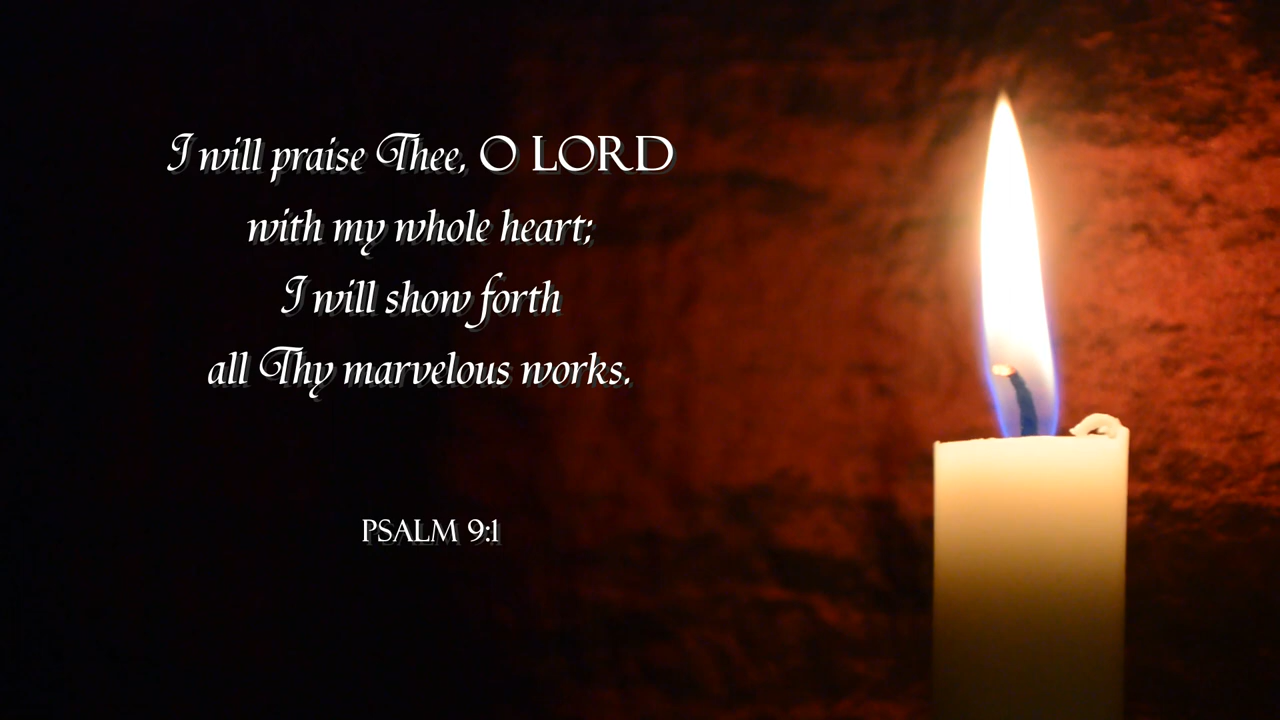 I will praise Thee, O LORD
with my whole heart;
I will show forth
all Thy marvelous works.
PSALM 9:1